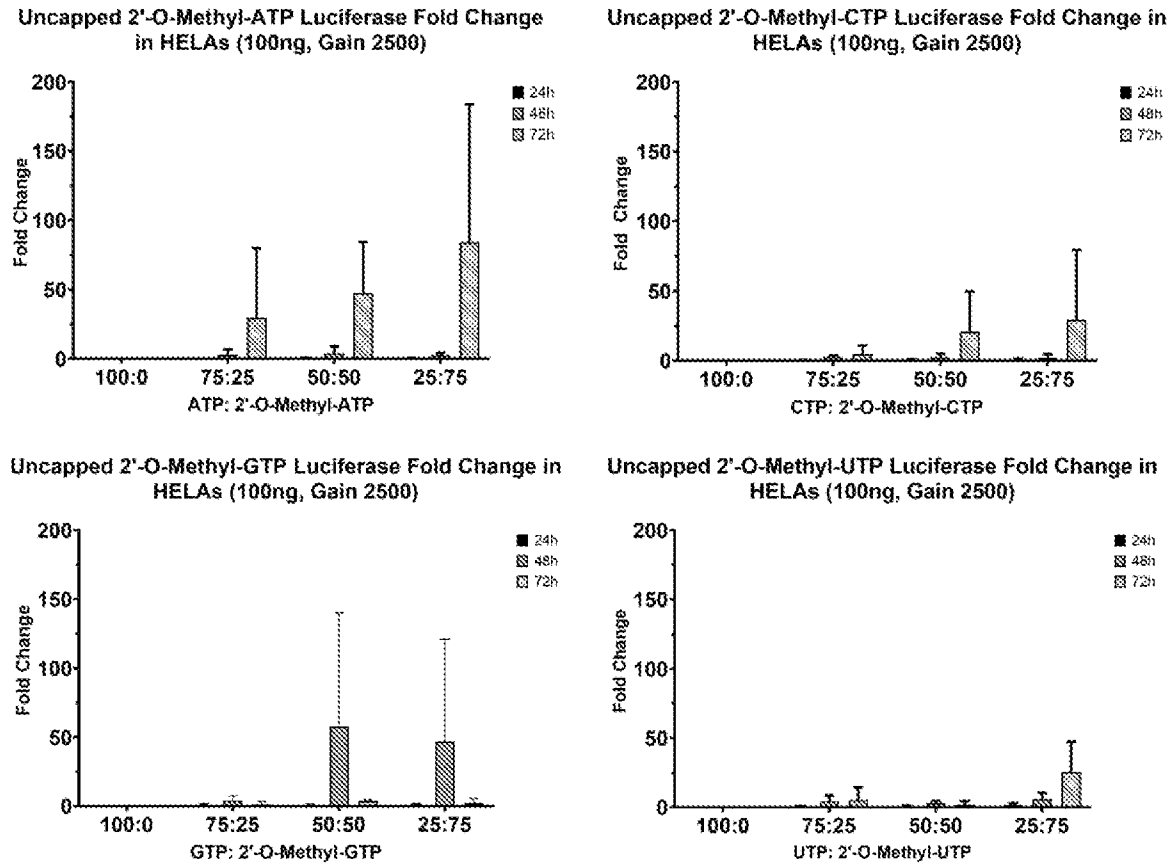 Uncapped 2'-O-Methyl-ATP Luciferase Fold Change
in HELAs (100ng, Gain 2500)
200
150
100
50
0
Fold Change
24h
48h
72h
100:0 75:25 50:50 25:75
ATP: 2'-O-Methyl-ATP
Uncapped 2'-O-Methyl-CTP Luciferase Fold Change in
HELAs (100ng, Gain 2500)
200
150
100
50
0
Fold Change
24h
48h
72h
100:0 75:25 50:50 25:75
CTP: 2'-O-Methyl-CTP
Uncapped 2'-O-Methyl-GTP Luciferase Fold Change in
HELAs (100ng, Gain 2500)
200
150
100
50
0
Fold Change
24h
48h
72h
100:0 75:25 50:50 25:75
GTP: 2'-O-Methyl-GTP
Uncapped 2'-O-Methyl-UTP Luciferase Fold Change in
HELAs (100ng, Gain 2500)
200
150
100
50
0
Fold Change
24h
48h
72h
100:0 75:25 50:50 25:75
UTP: 2'-O-Methyl-UTP